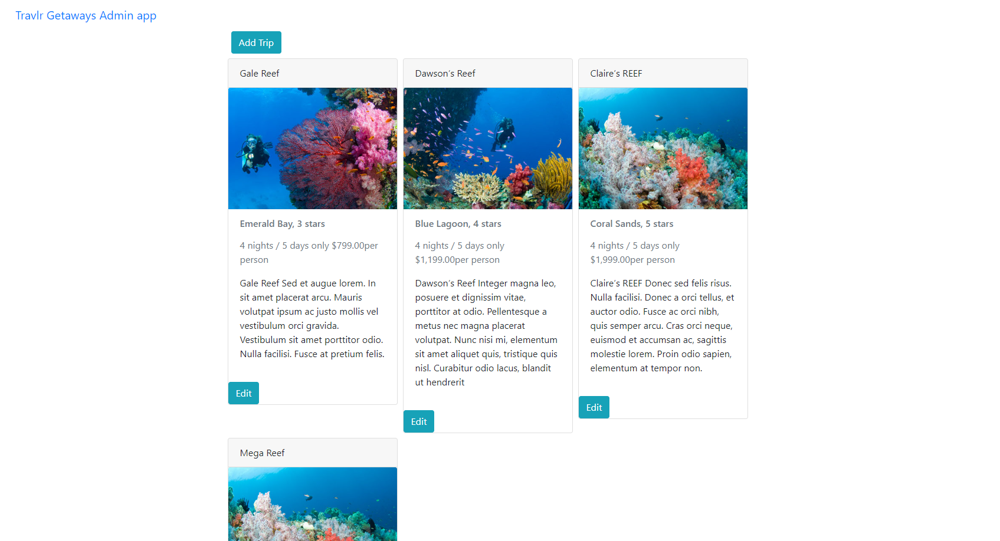 Travlr Getaways Admin app
Add Trip
Gale Reef
Emerald Bay, 3 stars
4 nights / 5 days only $799.00per
person
Gale Reef Sed et augue lorem. In
sit amet placerat arcu. Mauris
volutpat ipsum ac justo mollis vel
vestibulum orci gravida.
Vestibulum sit amet porttitor odio.
Nulla facilisi. Fusce at pretium felis.
Edit
Dawson’s Reef
Blue Lagoon, 4 stars
4 nights / 5 days only
$1,199.00per person
Dawson’s Reef Integer magna leo,
posuere et dignissim vitae,
porttitor at odio. Pellentesque a
metus nec magna placerat
volutpat. Nunc nisi mi, elementum
sit amet aliquet quis, tristique quis
nisl. Curabitur odio lacus, blandit
ut hendrerit
Edit
Claire’s REEF
Coral Sands, 5 stars
4 nights / 5 days only
$1,999.00per person
Claire’s REEF Donec sed felis risus.
Nulla facilisi. Donec a orci tellus, et
auctor odio. Fusce ac orci nibh,
quis semper arcu. Cras orci neque,
euismod et accumsan ac, sagittis
molestie lorem. Proin odio sapien,
elementum at tempor non.
Edit
Mega Reef